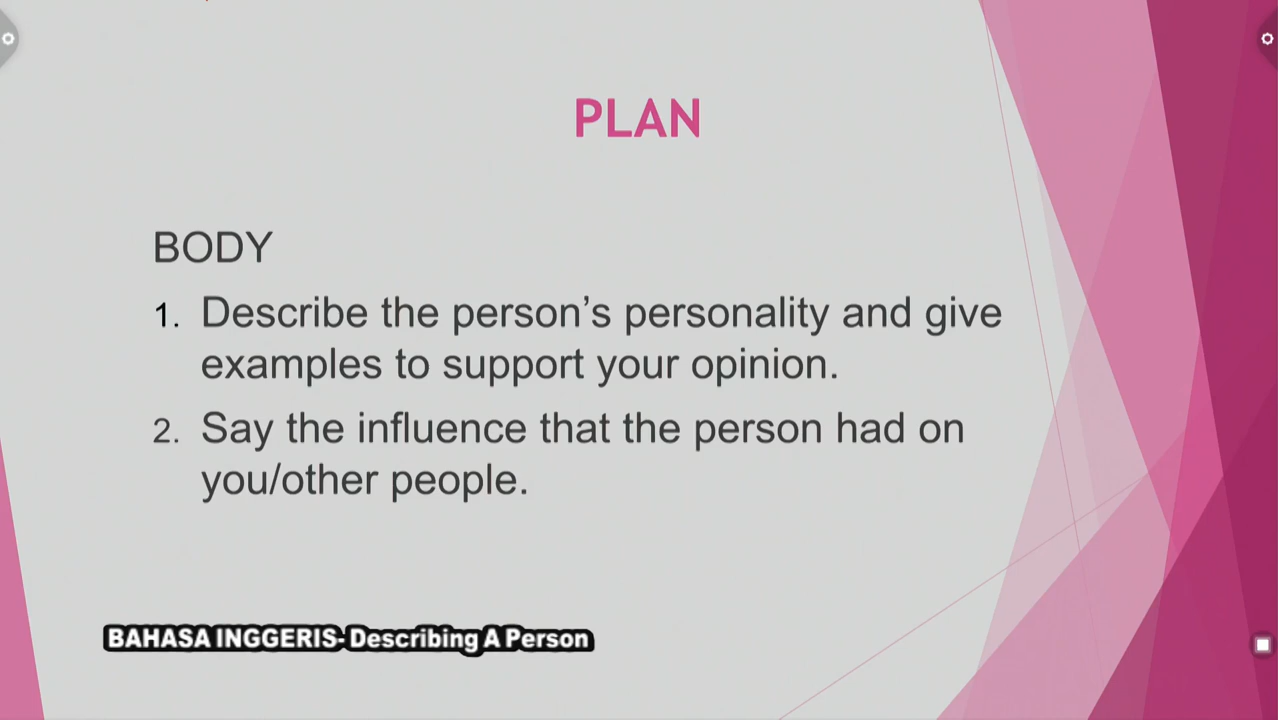 PLAN
BODY
1. Describe the person’s personality and give
examples to support your opinion.
2. Say the influence that the person had on
you/other people.
BAHASA INGGERIS- Describing A Person